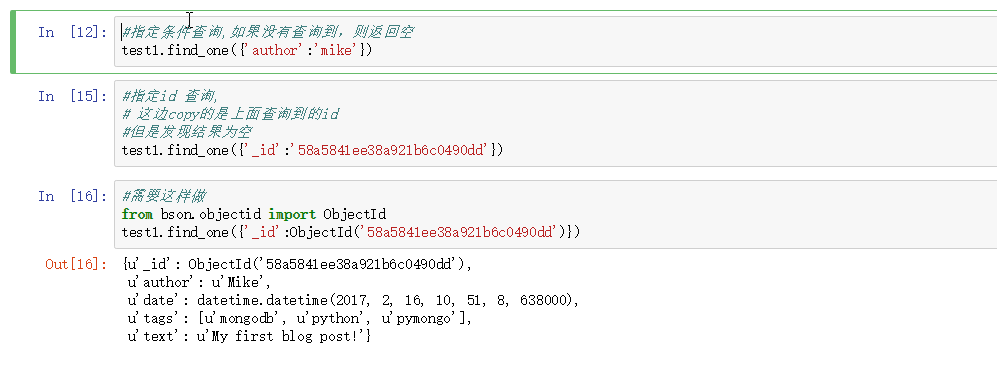 In [12]: #指定条件查询,如果没有查询到，则返回空
test1.find_one({'author':'mike'})
In [15]: #指定id 查询,
# 这边copy的是上面查询到的id
#但是发现结果为空
test1.find_one({'_id':'58a5841ee38a921b6c0490dd'})
In [16]: #需要这样做
from bson.objectid import ObjectId
test1.find_one({'_id':ObjectId('58a5841ee38a921b6c0490dd')})
Out[16]: {u'_id': ObjectId('58a5841ee38a921b6c0490dd'),
u'author': u'Mike',
u'date': datetime.datetime(2017, 2, 16, 10, 51, 8, 638000),
u'tags': [u'mongodb', u'python', u'pymongo'],
u'text': u'My first blog post!'}